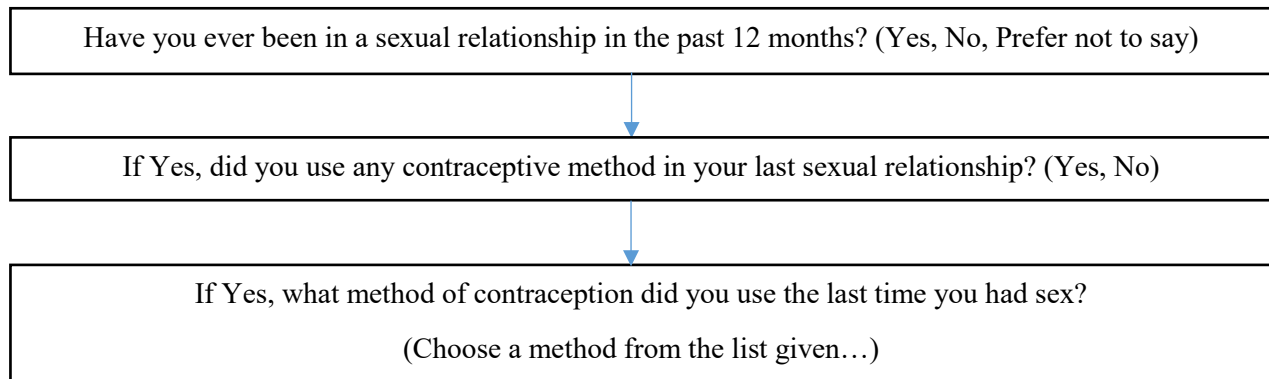 Have you ever been in a sexual relationship in the past 12 months? (Yes, No, Prefer not to say)
If Yes, did you use any contraceptive method in your last sexual relationship? (Yes, No)
If Yes, what method of contraception did you use the last time you had sex?
(Choose a method from the list given…)